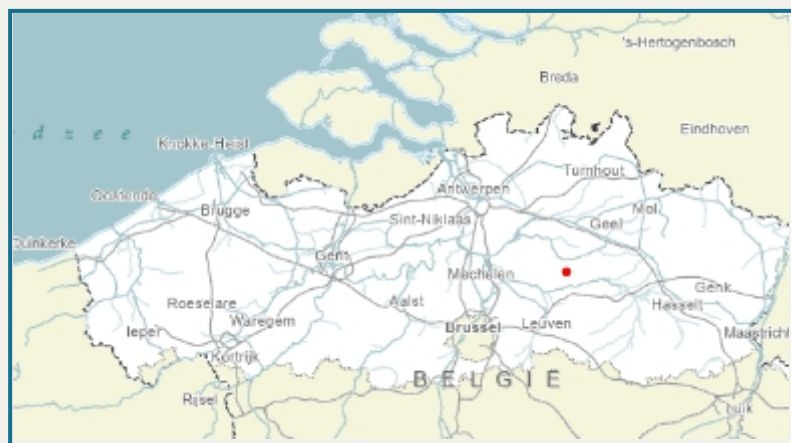 's-Hertogenbosch
Breda
d z e e
Eindhoven
Knokke-Heist
Turnhout
Antwerpen
Oostende
Mol
Brugge
Sint-Niklaas
Geel
Duinkerke
Gent
Mechelen
Genk
Roeselare
Aalst
Hasselt
Waregem
Ieper
Brussel
Leuven
Maastricht
Kortrijk
BELGIË
Rijsel
Luik